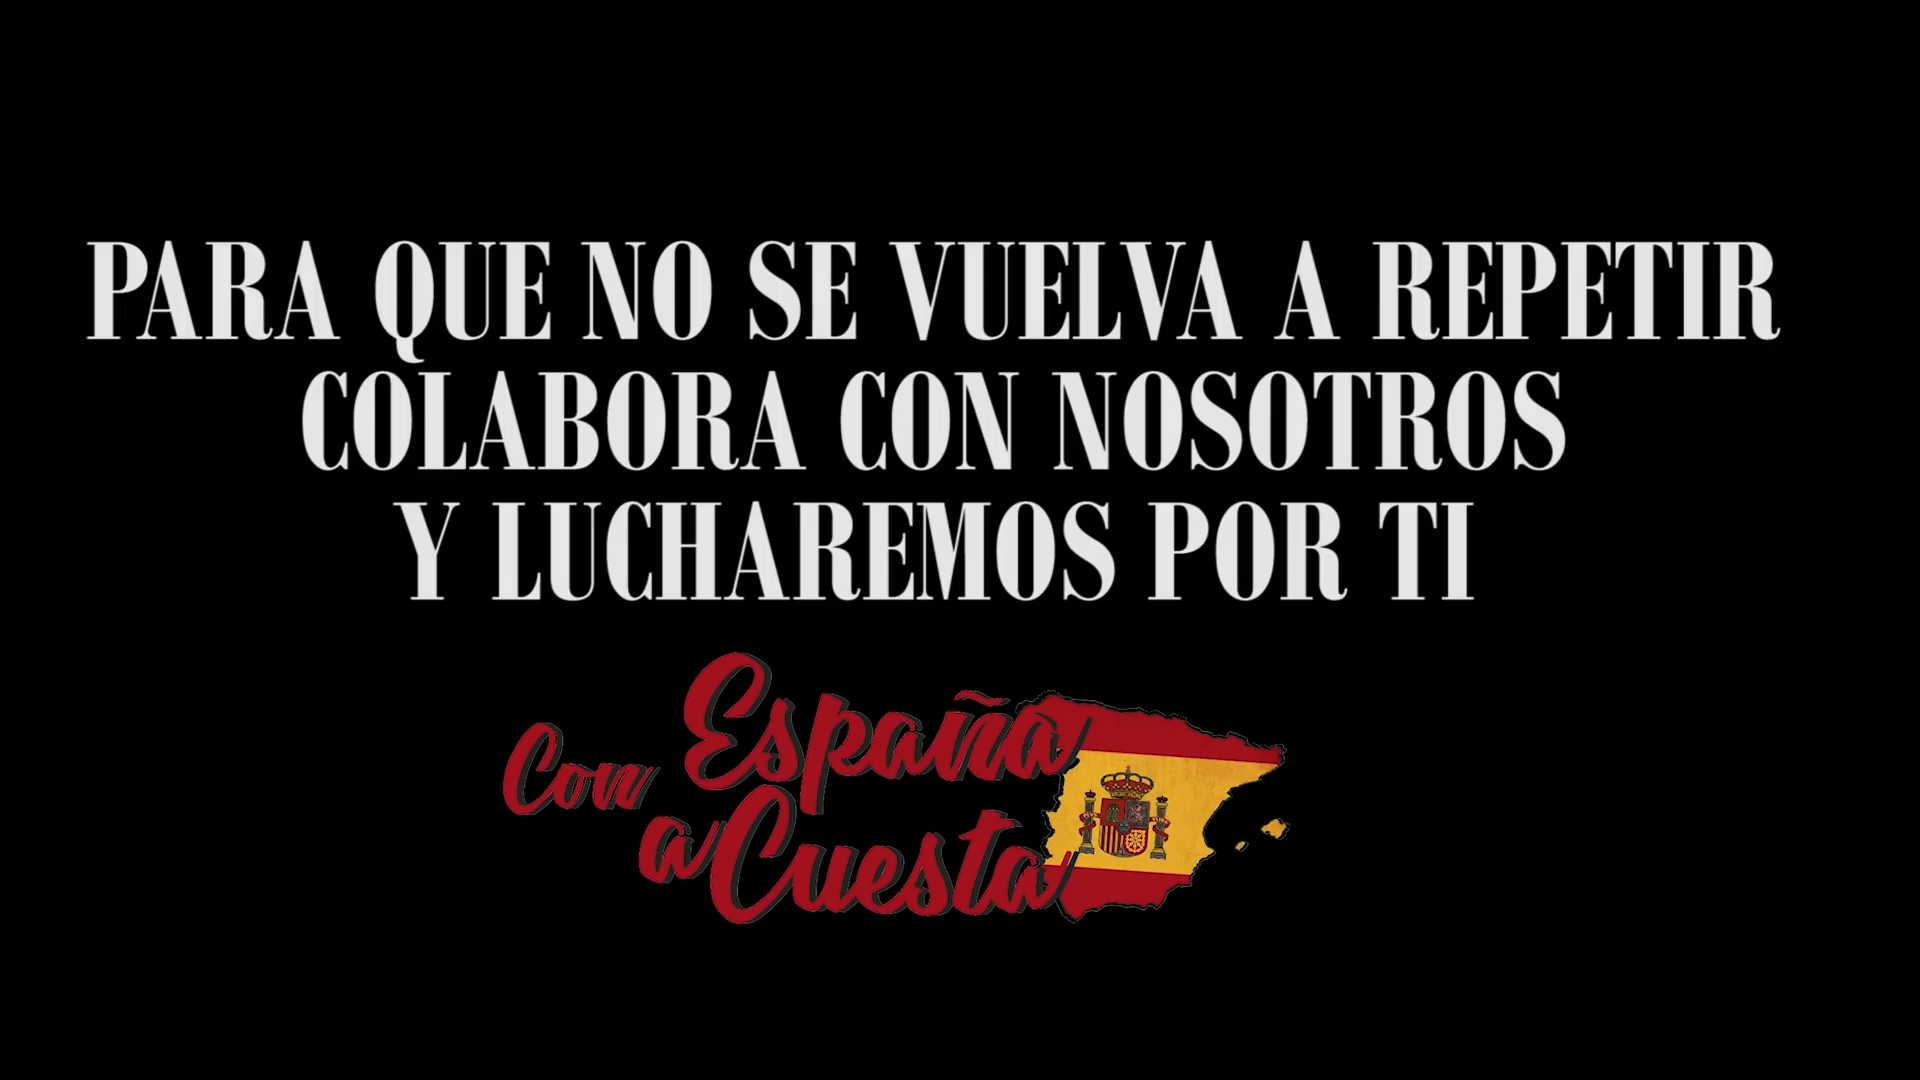 PARA QUE NO SE VUELVA A REPETIR
COLABORA CON NOSOTROS
Y LUCHAREMOS POR TI
Con España
a Cuesta